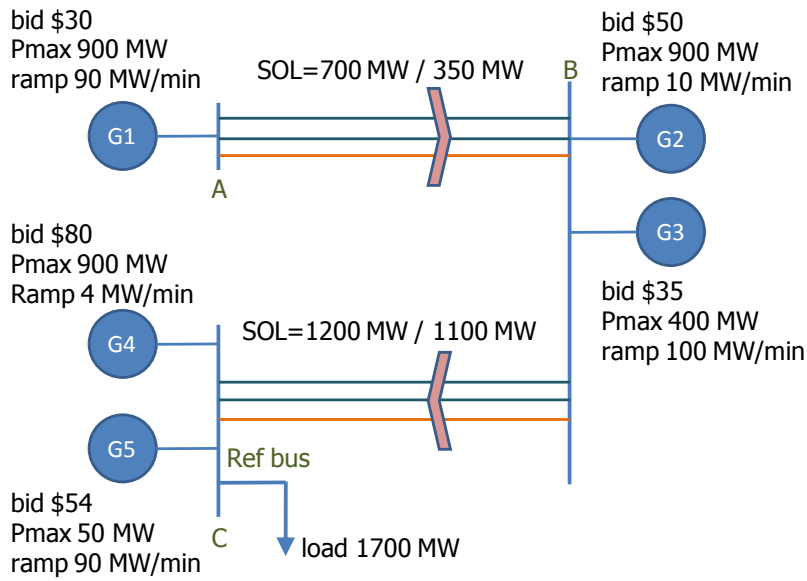 bid $30
Pmax 900 MW
ramp 90 MW/min
G1
A
SOL=700 MW / 350 MW
B
bid $50
Pmax 900 MW
ramp 10 MW/min
G2
G3
bid $35
Pmax 400 MW
ramp 100 MW/min
bid $80
Pmax 900 MW
Ramp 4 MW/min
G4
SOL=1200 MW / 1100 MW
G5
Ref bus
bid $54
Pmax 50 MW
ramp 90 MW/min
C
load 1700 MW